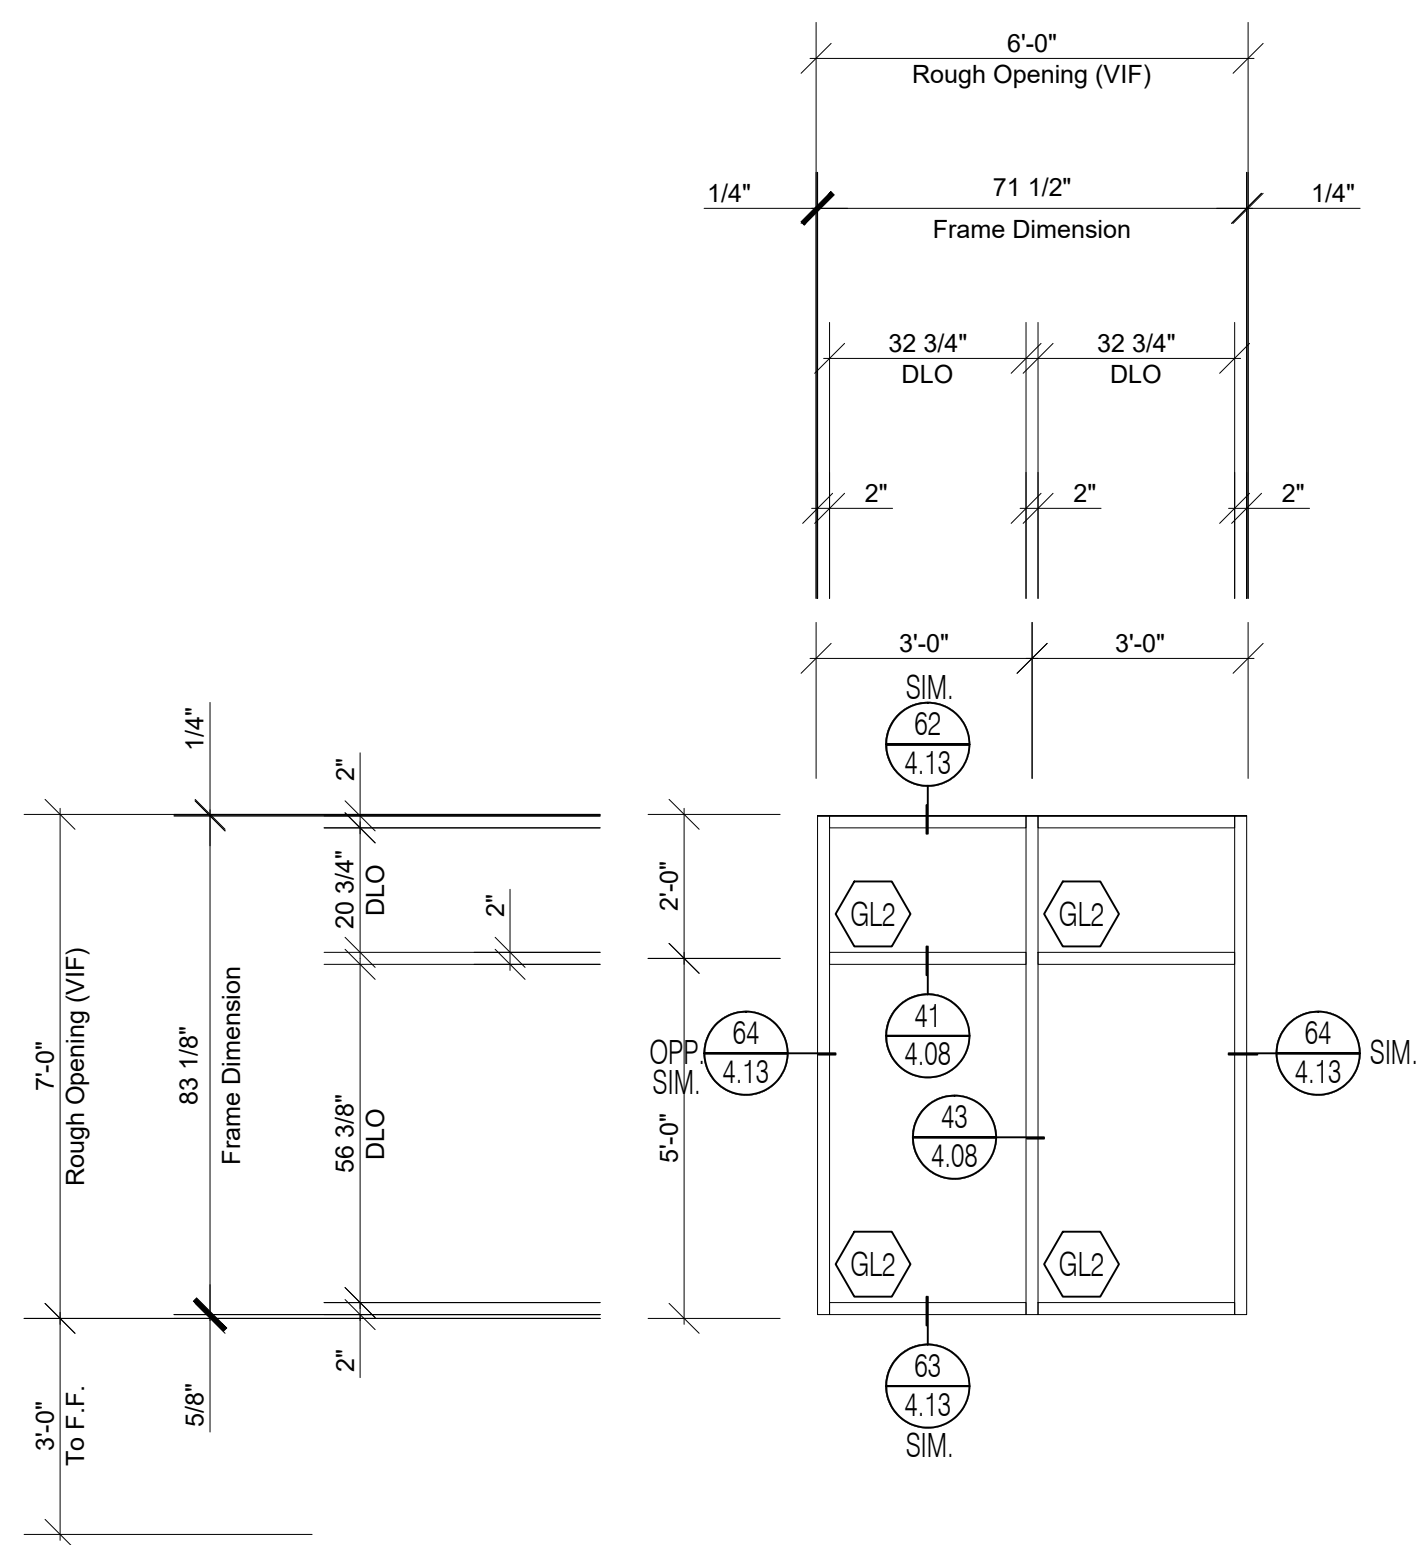 6'-0"
Rough Opening (VIF)
1/4"
71 1/2"
1/4"
Frame Dimension
32 3/4"
32 3/4"
DLO
DLO
2"
2"
2"
3'-0"
3'-0"
SIM.
62
4.13
1/4"
2"
20 3/4"
DLO
2"
2'-0"
GL2
GL2
7'-0"
Rough Opening (VIF)
83 1/8"
Frame Dimension
56 3/8"
DLO
5'-0"
OPP.
SIM.
64
4.13
41
4.08
64
4.13
SIM.
43
4.08
GL2
GL2
2"
5/8"
3'-0"
To F.F.
63
4.13
SIM.